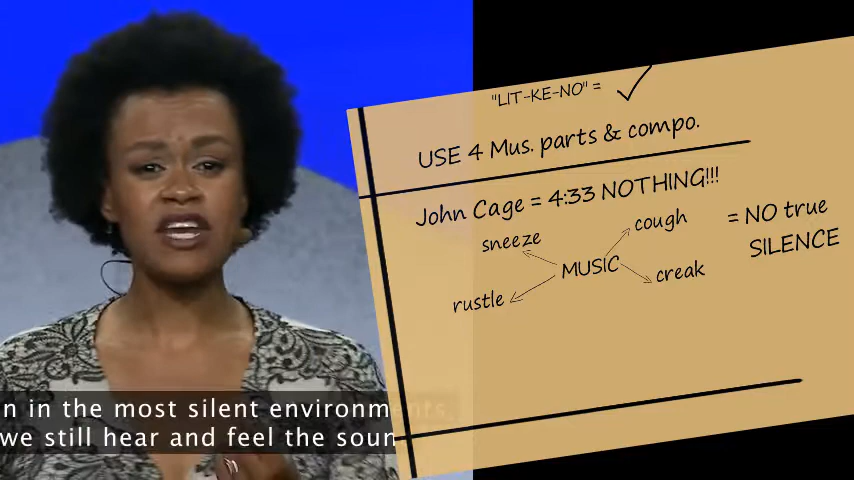 "LIT-KE-NO" = ✓
USE 4 Mus. parts & compo.
John Cage = 4:33 NOTHING!!!
sneeze
cough
= NO true
SILENCE
MUSIC
rustle
creak
n in the most silent environments,
we still hear and feel the soun